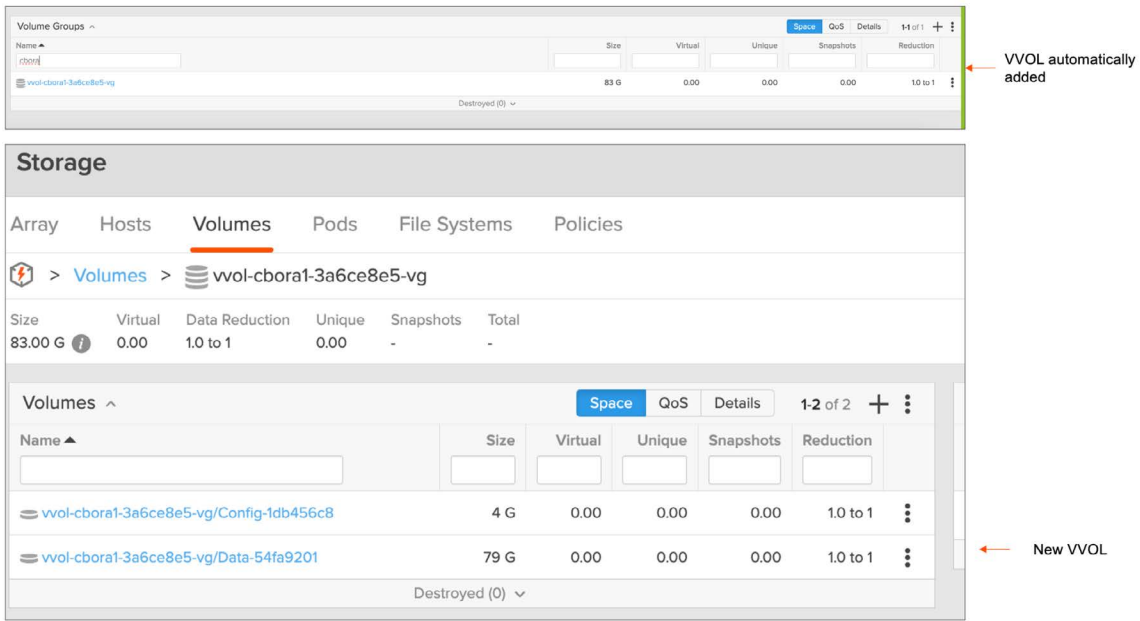 Volume Groups
Space QoS Details 1-1 of 1
Name Size Virtual Unique Snapshots Reduction
cbora
vvol-cbora1-3a6ce8e5-vg 83 G 0.00 0.00 0.00 1.0 to 1
Destroyed (0)
VVOL automatically
added
Storage
Array Hosts Volumes Pods File Systems Policies
> Volumes > vvol-cbora1-3a6ce8e5-vg
Size Virtual Data Reduction Unique Snapshots Total
83.00 G i 0.00 1.0 to 1 0.00 - -
Volumes Space QoS Details 1-2 of 2
Name Size Virtual Unique Snapshots Reduction
vvol-cbora1-3a6ce8e5-vg/Config-1db456c8 4 G 0.00 0.00 0.00 1.0 to 1
vvol-cbora1-3a6ce8e5-vg/Data-54fa9201 79 G 0.00 0.00 0.00 1.0 to 1
New VVOL
Destroyed (0)